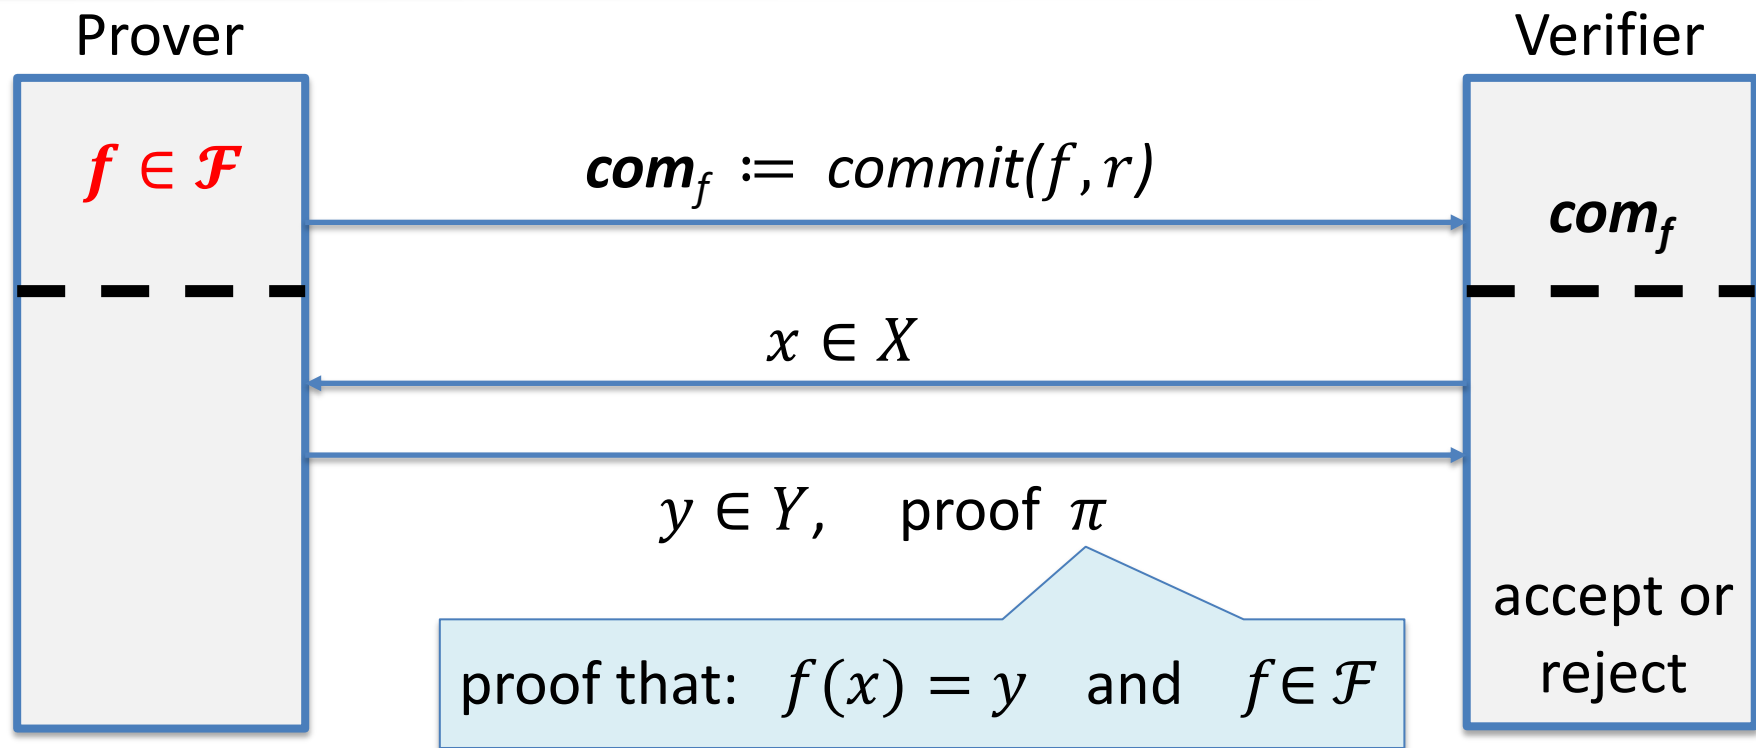 Prover
Verifier
f ∈ ℱ
com_f ≔ commit(f, r)
com_f
x ∈ X
y ∈ Y, proof π
accept or
reject
proof that: f(x) = y and f ∈ ℱ